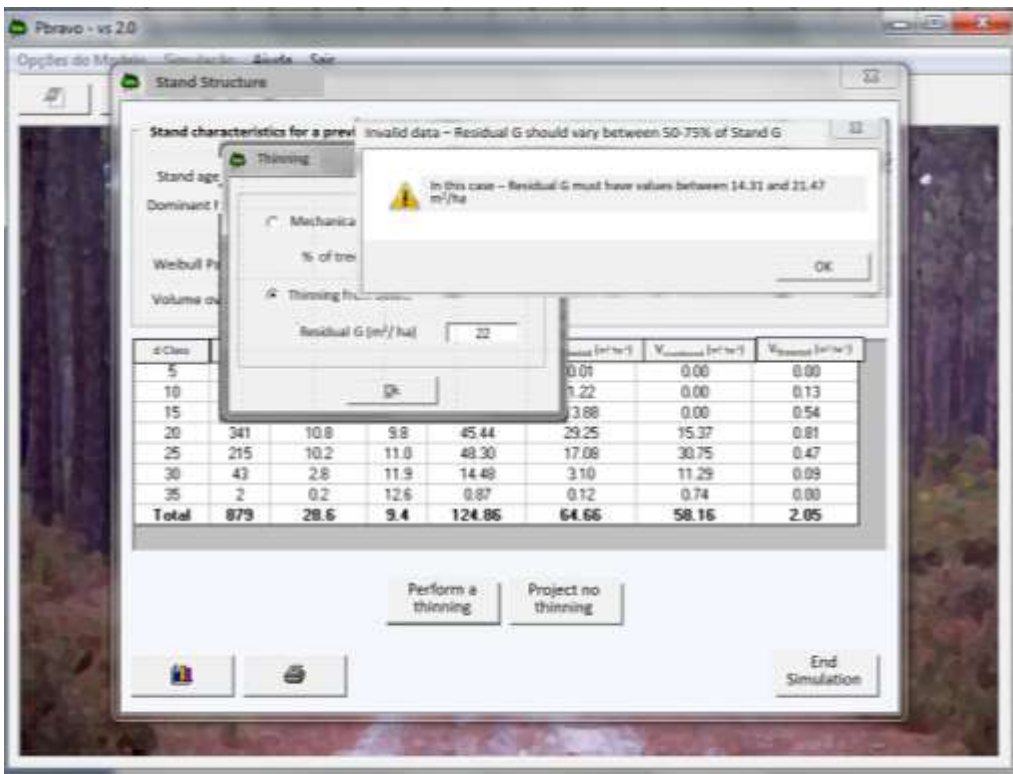 Pbravo - vs 2.0
Opções do Simulação Ajuda Sair
Stand Structure
Stand characteristics for a previ
Invalid data – Residual G should vary between 50-75% of Stand G
Thinning
In this case – Residual G must have values between 14.31 and 21.47
m²/ha
Stand age
Dominant
Mechanica
% of tree
OK
Weibull Pa
Volume ov
Thinning
Residual G (m²/ ha) 22
Ok
d Class
5 0.01 0.00 0.00
10 1.22 0.00 0.13
15 3.88 0.00 0.54
20 341 10.8 9.8 45.44 29.25 15.37 0.81
25 215 10.2 11.0 48.30 17.08 30.75 0.47
30 43 2.8 11.9 14.48 3.10 11.29 0.09
35 2 0.2 12.6 0.87 0.12 0.74 0.00
Total 879 28.6 9.4 124.86 64.66 58.16 2.05
Perform a
thinning
Project no
thinning
End
Simulation